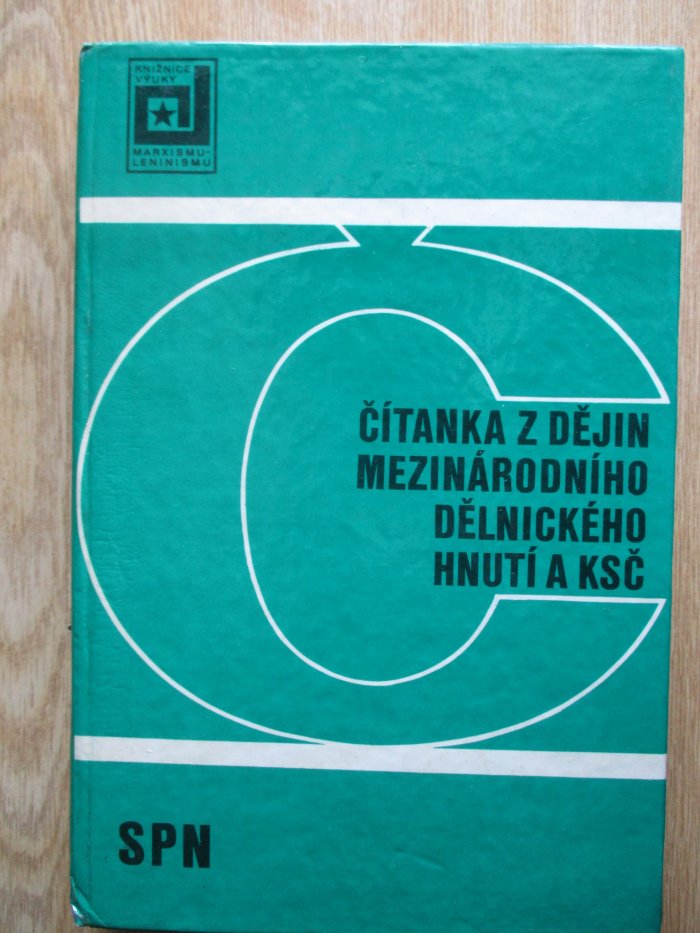 KNIŽNICE
VÝUKY
MARXISMU-
LENINISMU
Č
ČÍTANKA Z DĚJIN
MEZINÁRODNÍHO
DĚLNICKÉHO
HNUTÍ A KSČ
SPN